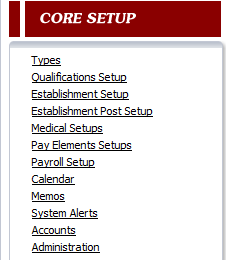 CORE SETUP
Types
Qualifications Setup
Establishment Setup
Establishment Post Setup
Medical Setups
Pay Elements Setups
Payroll Setup
Calendar
Memos
System Alerts
Accounts
Administration